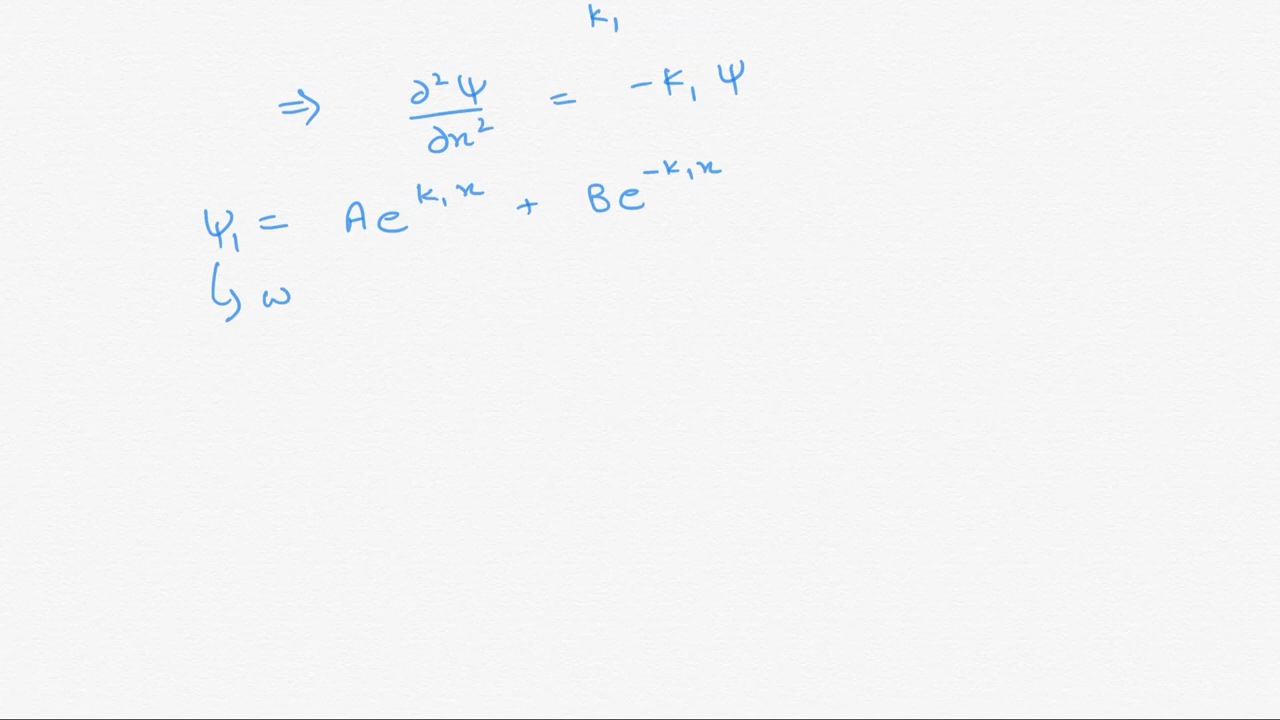 k₁
⇒ ∂²ψ/∂x² = -k₁ ψ
ψ₁ = Ae^{k₁x} + Be^{-k₁x}
↳ w